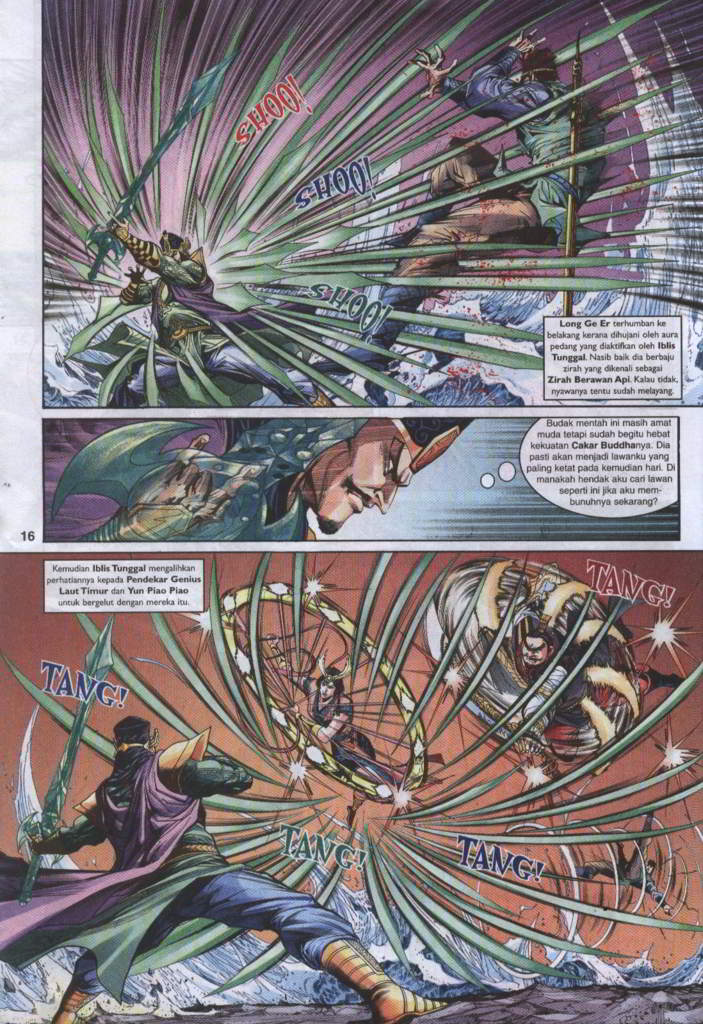 SHOO!
SHOO!
SHOO!
Long Ge Er terhumban ke
belakang kerana dihujani oleh aura
pedang yang diaktifkan oleh Iblis
Tunggal. Nasib baik dia berbaju
zirah yang dikenali sebagai
Zirah Berawan Api. Kalau tidak,
nyawanya tentu sudah melayang.
Budak mentah ini masih amat
muda tetapi sudah begitu hebat
kekuatan Cakar Buddhanya. Dia
pasti akan menjadi lawanku yang
paling ketat pada kemudian hari. Di
manakah hendak aku cari lawan
seperti ini jika aku mem-
bunuhnya sekarang?
16
Kemudian Iblis Tunggal mengalihkan
perhatiannya kepada Pendekar Genius
Laut Timur dan Yun Piao Piao
untuk bergelut dengan mereka itu.
TANG!
TANG!
TANG!
TANG!